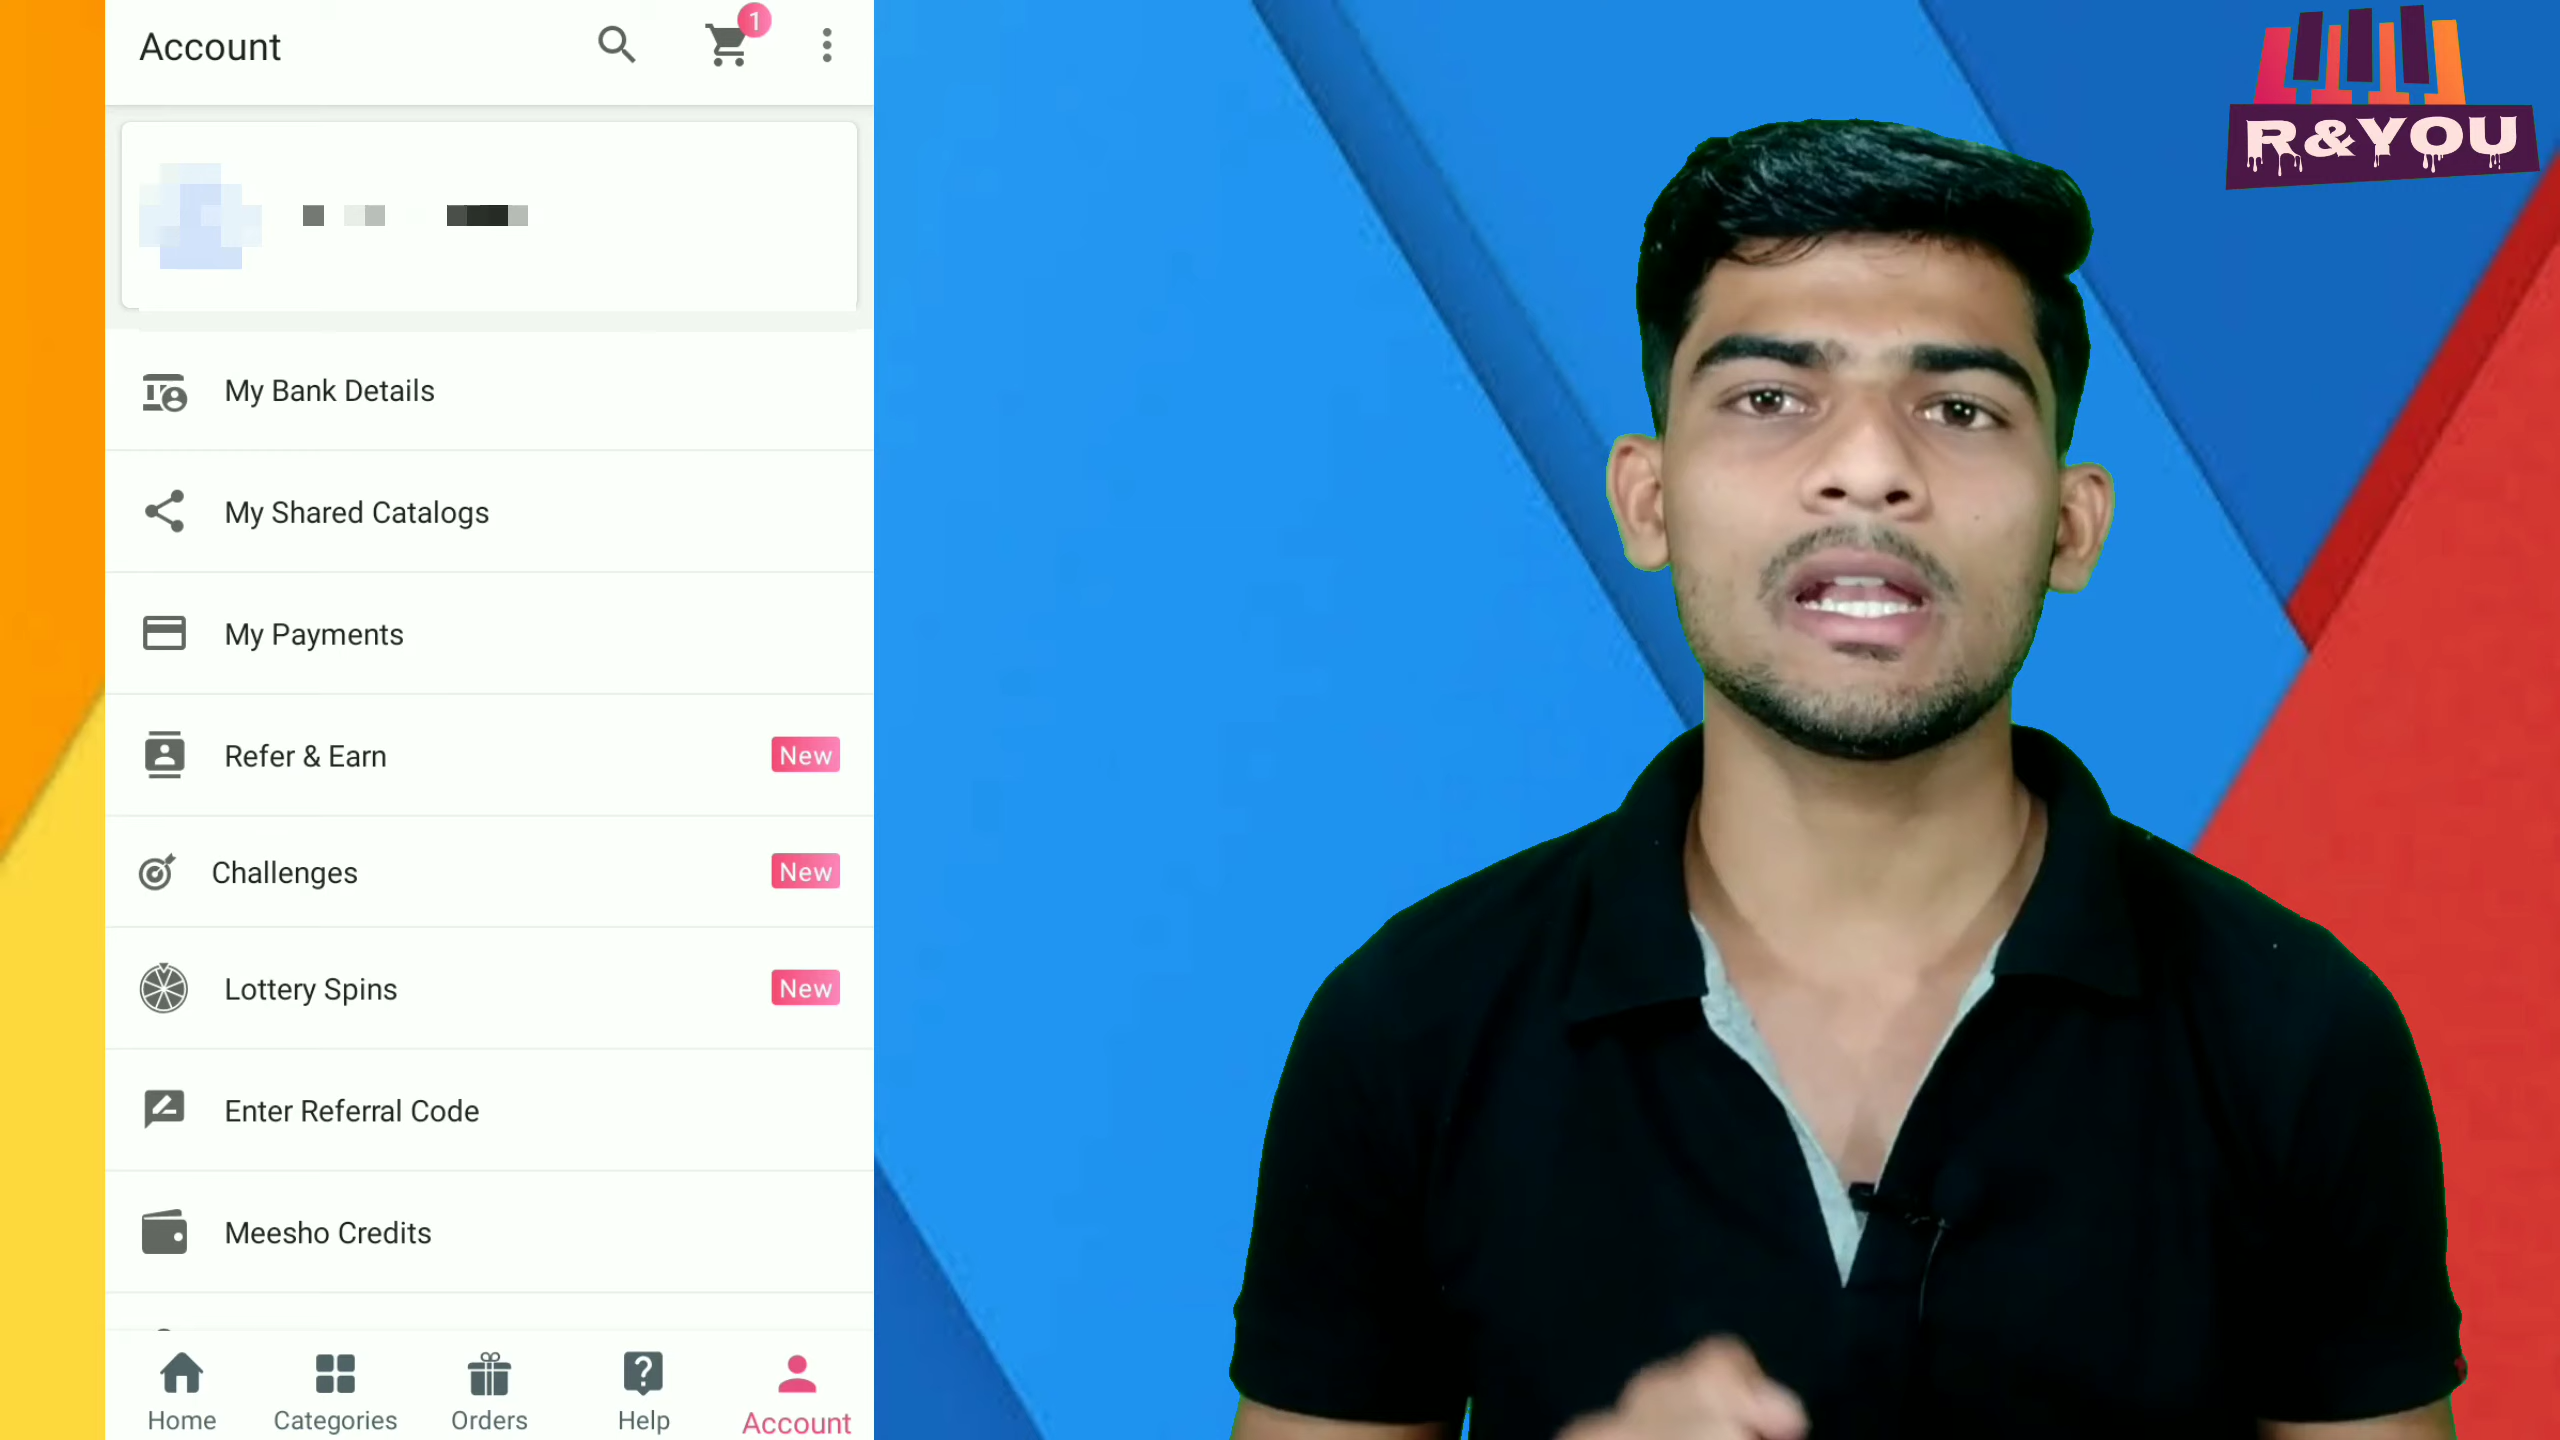 Account
1
My Bank Details
My Shared Catalogs
My Payments
Refer & Earn New
Challenges New
Lottery Spins New
Enter Referral Code
Meesho Credits
Home Categories Orders Help Account
R&YOU